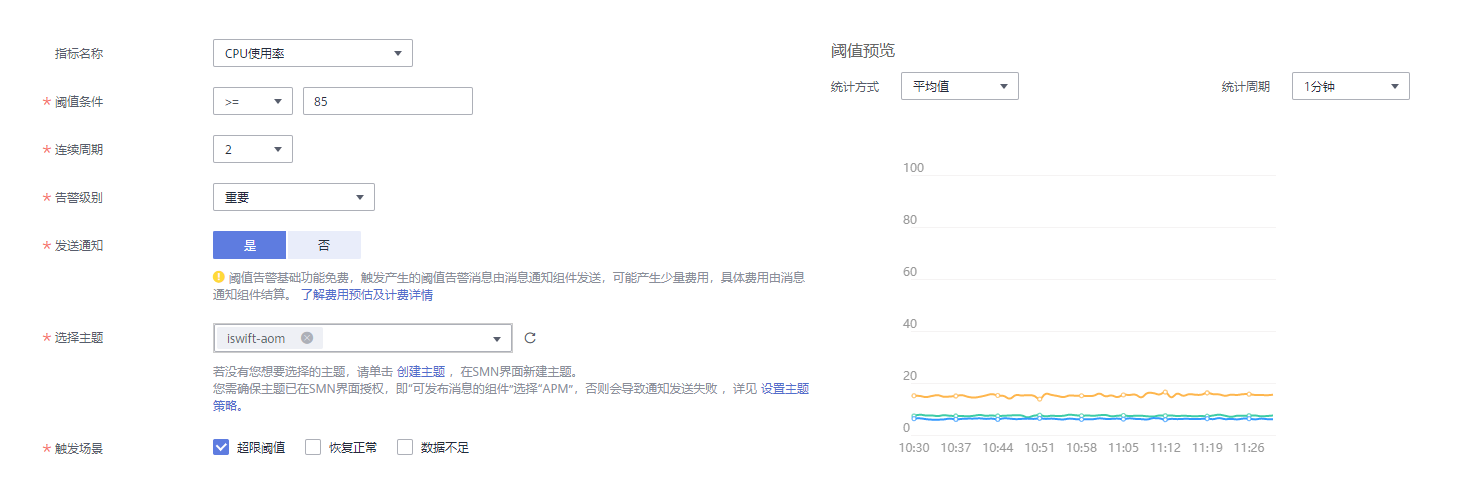 指标名称
CPU使用率
* 阈值条件
>=
85
* 连续周期
2
* 告警级别
重要
* 发送通知
是
否
阈值告警基础功能免费，触发产生的阈值告警消息由消息通知组件发送，可能产生少量费用，具体费用由消息
通知组件结算。 了解费用预估及计费详情
* 选择主题
iswift-aom
若没有您想要选择的主题，请单击 创建主题 ，在SMN界面新建主题。
您需确保主题已在SMN界面授权，即“可发布消息的组件”选择“APM”，否则会导致通知发送失败 ，详见 设置主题
策略。
* 触发场景
超限阈值
恢复正常
数据不足
阈值预览
统计方式
平均值
统计周期
1分钟
100
80
60
40
20
0
10:30 10:37 10:44 10:51 10:58 11:05 11:12 11:19 11:26